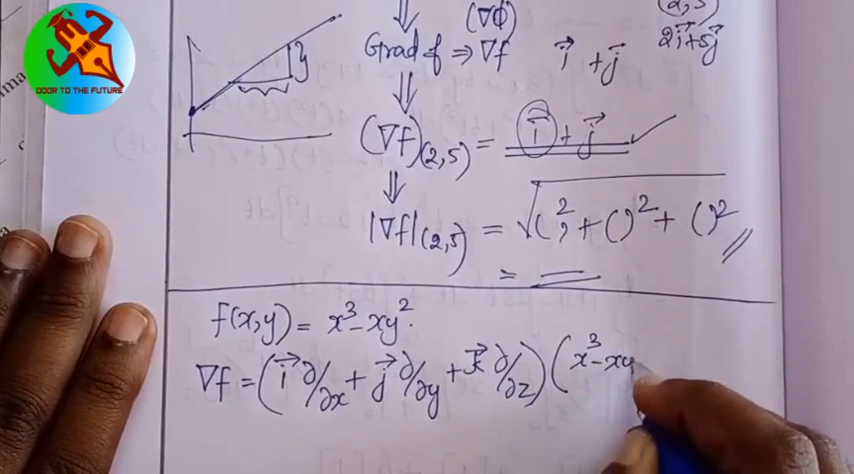 (∇φ)
(2,5)
Grad f ⇒ ∇f i⃗ + j⃗ 2i⃗+5j⃗
y
DOOR TO THE FUTURE
⇓
(∇f)(2,5) = i⃗ + j⃗ ✓
⇓
|∇f|(2,5) = √( )² + ( )² + ( )² //
=
f(x,y) = x³-xy².
∇f = (i⃗ ∂/∂x + j⃗ ∂/∂y + k⃗ ∂/∂z) (x³-xy